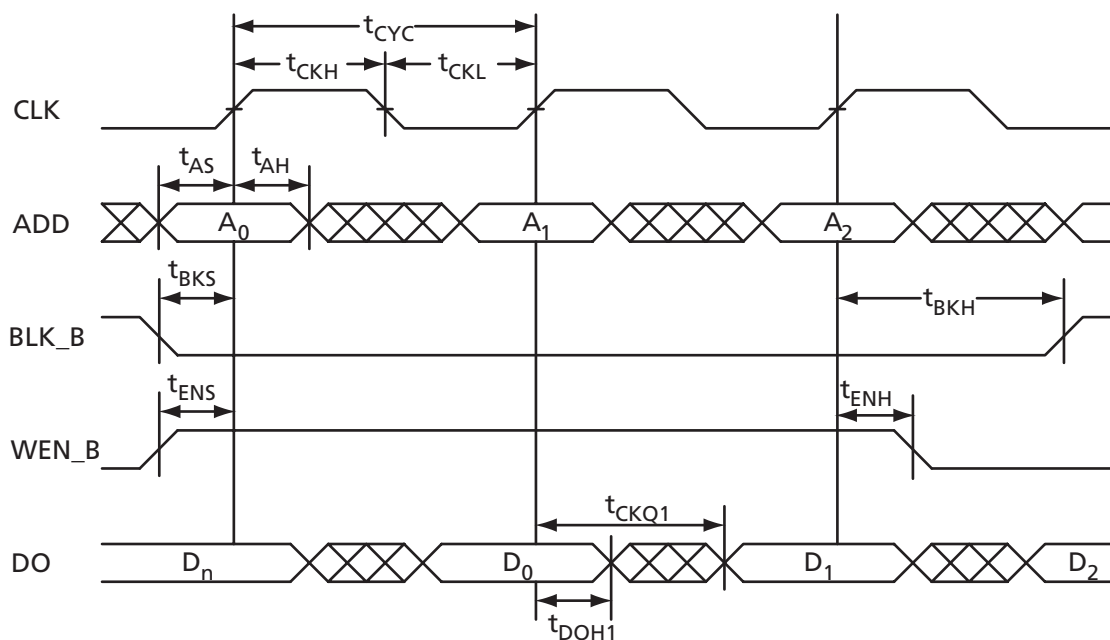 tCYC
tCKH tCKL
CLK
tAS tAH
ADD A0 A1 A2
tBKS tBKH
BLK_B
tENS tENH
WEN_B
tCKQ1
DO Dn D0 D1 D2
tDOH1